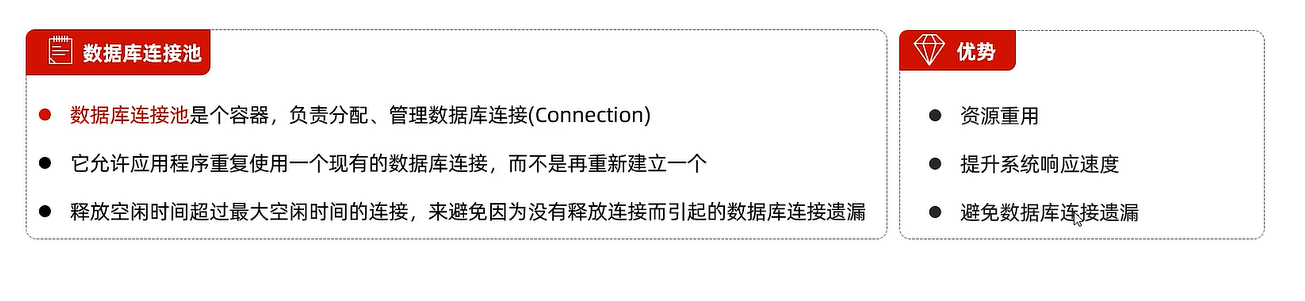 数据库连接池
数据库连接池是个容器，负责分配、管理数据库连接(Connection)
它允许应用程序重复使用一个现有的数据库连接，而不是再重新建立一个
释放空闲时间超过最大空闲时间的连接，来避免因为没有释放连接而引起的数据库连接遗漏
优势
资源重用
提升系统响应速度
避免数据库连接遗漏